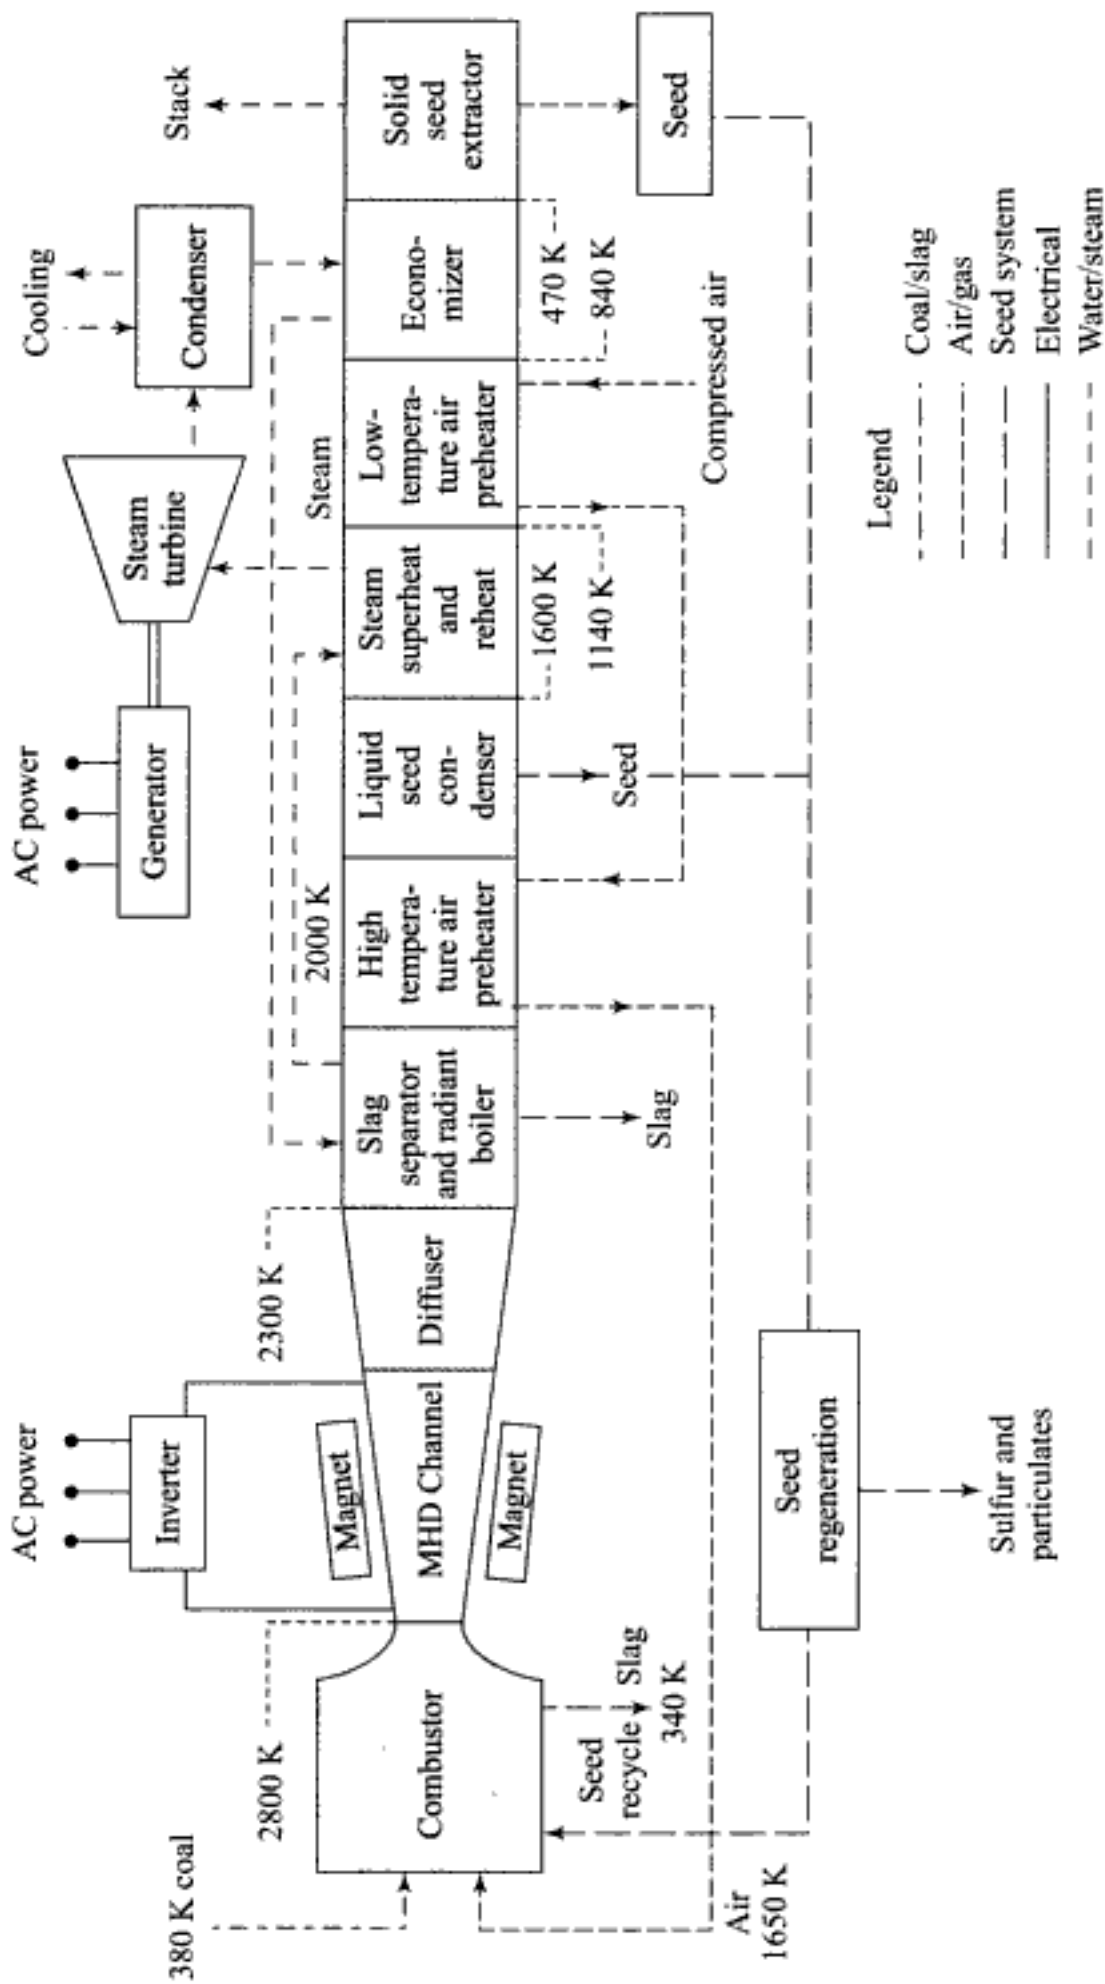 AC power
AC power
Cooling
Stack
380 K coal
2800 K
Inverter
2300 K
Generator
Steam
turbine
Condenser
2000 K
Steam
Magnet
Combustor
MHD Channel
Diffuser
Slag
separator
and radiant
boiler
High
tempera-
ture air
preheater
Liquid
seed
con-
denser
Steam
superheat
and
reheat
Low-
tempera-
ture air
preheater
Econo-
mizer
Solid
seed
extractor
Magnet
Seed
recycle
Slag
340 K
Slag
Seed
1600 K
1140 K
470 K
840 K
Seed
Compressed air
Air
1650 K
Seed
regeneration
Sulfur and
particulates
Legend
Coal/slag
Air/gas
Seed system
Electrical
Water/steam